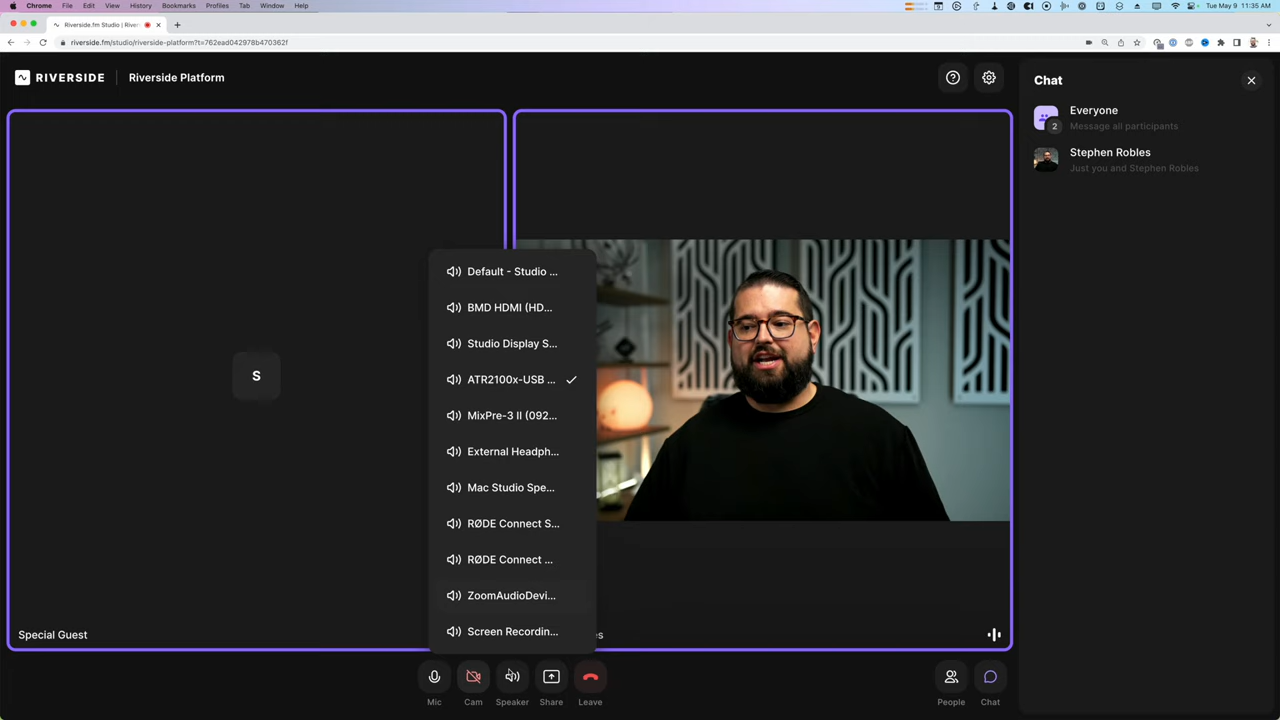 Chrome File Edit View History Bookmarks Profiles Tab Window Help
Tue May 9 11:35 AM
Riverside.fm Studio | River
riverside.fm/studio/riverside-platform?t=762ead042978b470362f
RIVERSIDE
Riverside Platform
Chat
Everyone
2
Message all participants
Stephen Robles
Just you and Stephen Robles
S
Default - Studio ...
BMD HDMI (HD...
Studio Display S...
ATR2100x-USB ...
MixPre-3 II (092...
External Headph...
Mac Studio Spe...
RØDE Connect S...
RØDE Connect ...
ZoomAudioDevi...
Screen Recordin...
Special Guest
es
Mic
Cam
Speaker
Share
Leave
People
Chat